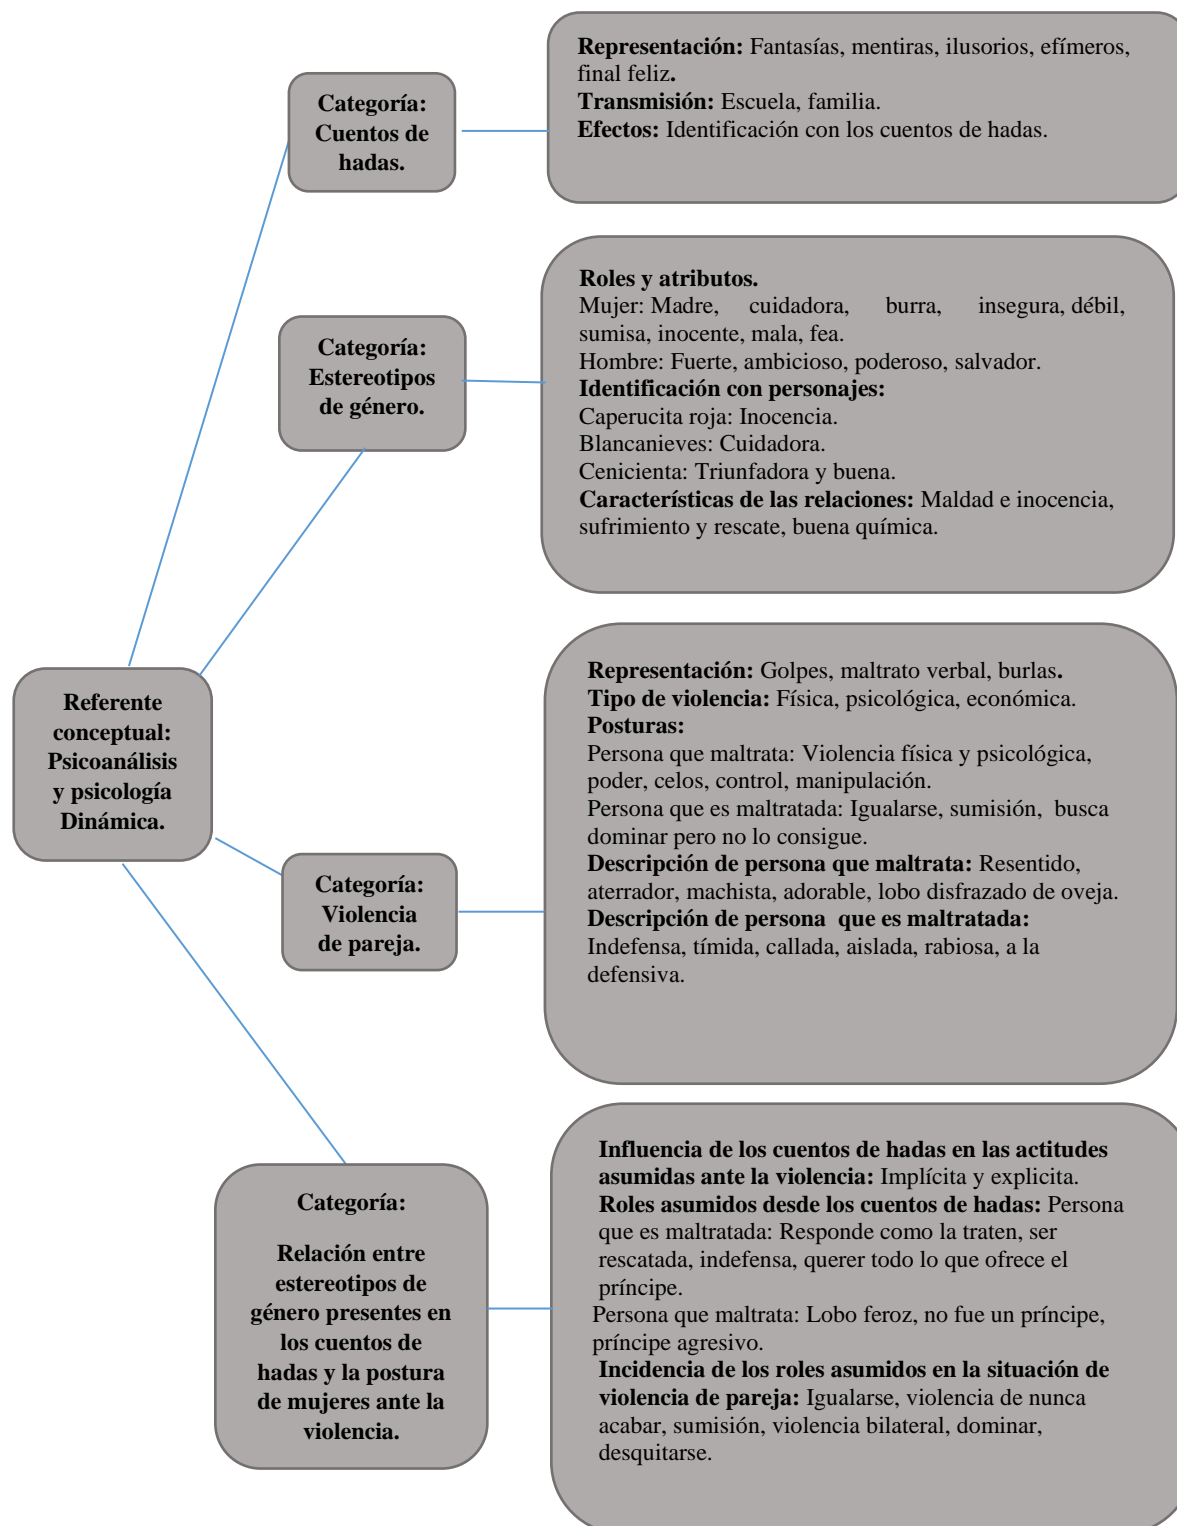 Representación: Fantasías, mentiras, ilusorios, efímeros,
final feliz.
Transmisión: Escuela, familia.
Efectos: Identificación con los cuentos de hadas.
Categoría:
Cuentos de
hadas.
Roles y atributos.
Mujer: Madre, cuidadora, burra, insegura, débil,
sumisa, inocente, mala, fea.
Hombre: Fuerte, ambicioso, poderoso, salvador.
Identificación con personajes:
Caperucita roja: Inocencia.
Blancanieves: Cuidadora.
Cenicienta: Triunfadora y buena.
Características de las relaciones: Maldad e inocencia,
sufrimiento y rescate, buena química.
Categoría:
Estereotipos
de género.
Referente
conceptual:
Psicoanálisis
y psicología
Dinámica.
Representación: Golpes, maltrato verbal, burlas.
Tipo de violencia: Física, psicológica, económica.
Posturas:
Persona que maltrata: Violencia física y psicológica,
poder, celos, control, manipulación.
Persona que es maltratada: Igualarse, sumisión, busca
dominar pero no lo consigue.
Descripción de persona que maltrata: Resentido,
aterrador, machista, adorable, lobo disfrazado de oveja.
Descripción de persona que es maltratada:
Indefensa, tímida, callada, aislada, rabiosa, a la
defensiva.
Categoría:
Violencia
de pareja.
Influencia de los cuentos de hadas en las actitudes
asumidas ante la violencia: Implícita y explicita.
Roles asumidos desde los cuentos de hadas: Persona
que es maltratada: Responde como la traten, ser
rescatada, indefensa, querer todo lo que ofrece el
príncipe.
Persona que maltrata: Lobo feroz, no fue un príncipe,
príncipe agresivo.
Incidencia de los roles asumidos en la situación de
violencia de pareja: Igualarse, violencia de nunca
acabar, sumisión, violencia bilateral, dominar,
desquitarse.
Categoría:
Relación entre
estereotipos de
género presentes en
los cuentos de
hadas y la postura
de mujeres ante la
violencia.